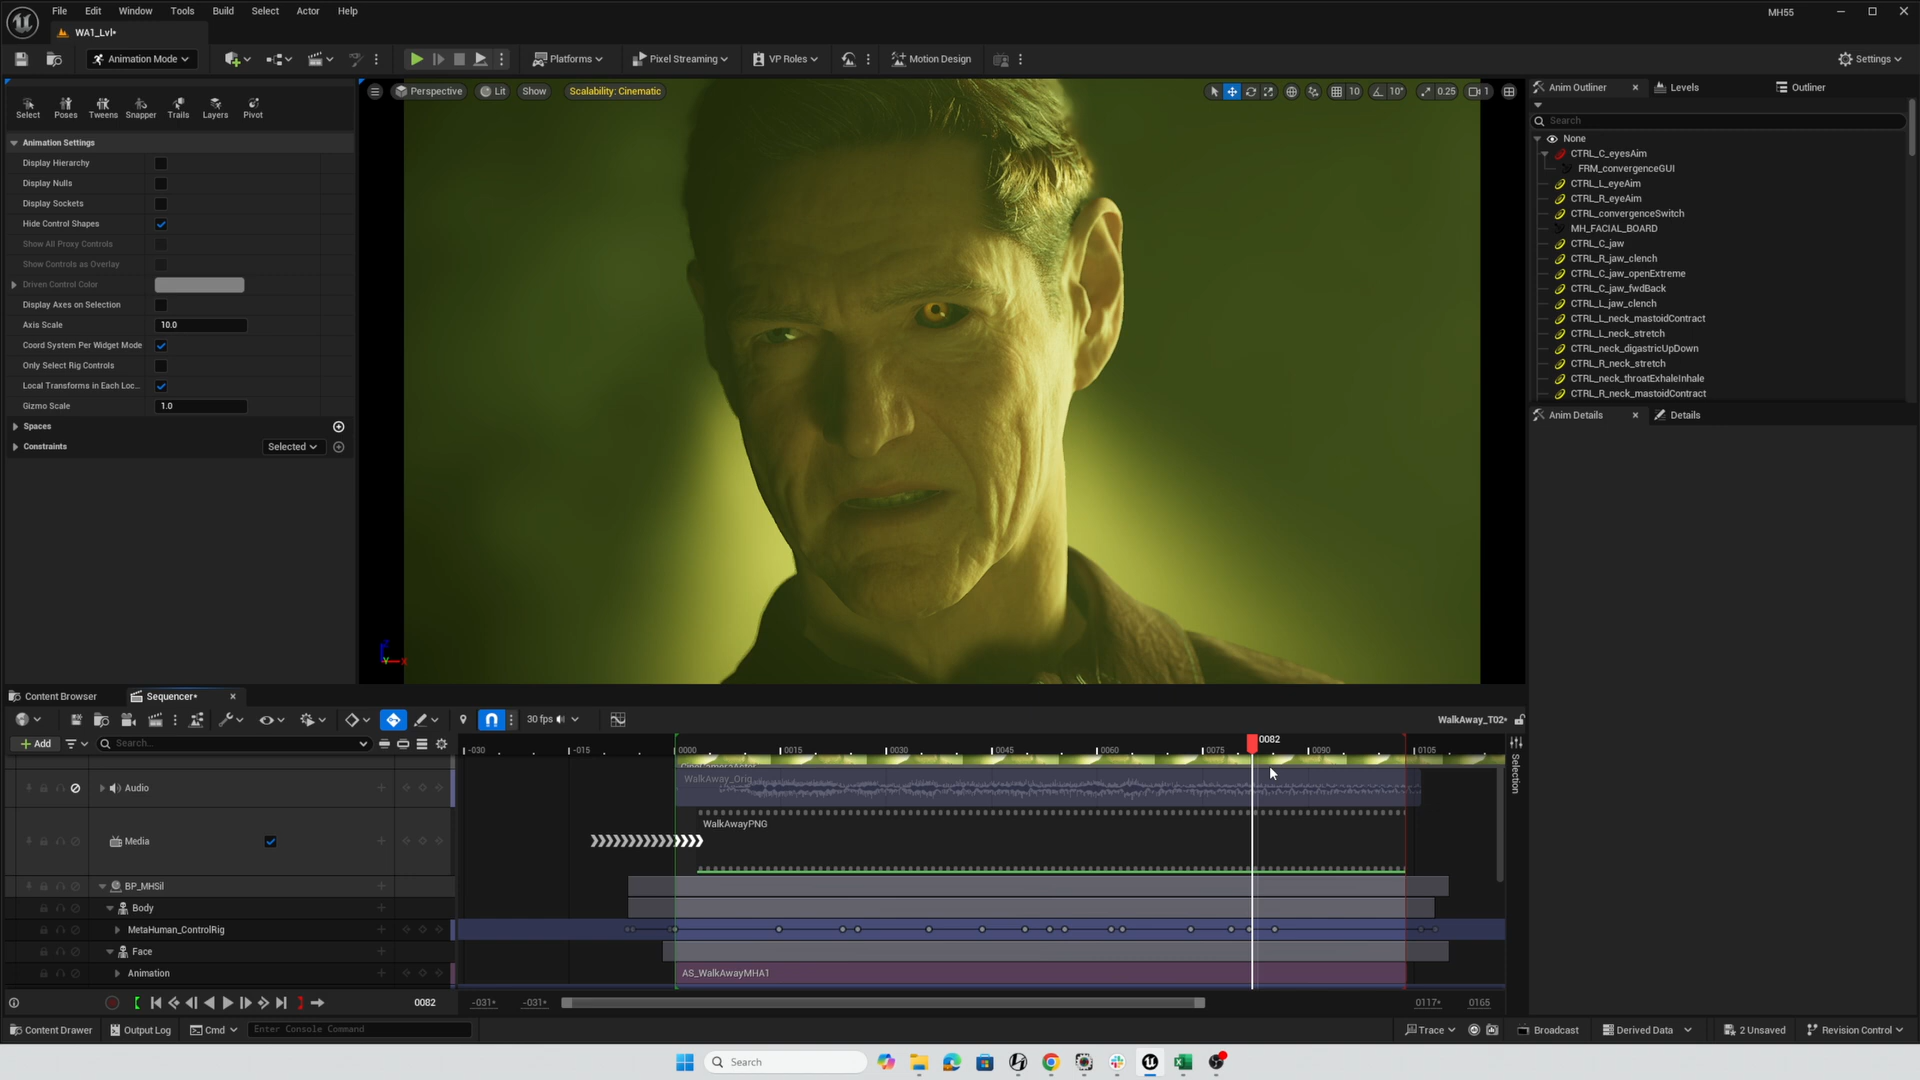 File Edit Window Tools Build Select Actor Help
MH55
WA1_Lvl*
Animation Mode
Platforms
Pixel Streaming
VP Roles
Motion Design
Settings
Select Poses Tweens Snapper Trails Layers Pivot
Perspective Lit Show Scalability: Cinematic
10 10° 0.25 1
Animation Settings
Display Hierarchy
Display Nulls
Display Sockets
Hide Control Shapes
Show All Proxy Controls
Show Controls as Overlay
Driven Control Color
Display Axes on Selection
Axis Scale 10.0
Coord System Per Widget Mode
Only Select Rig Controls
Local Transforms in Each Loc...
Gizmo Scale 1.0
Spaces
Constraints Selected
Anim Outliner Levels Outliner
Search
None
CTRL_C_eyesAim
FRM_convergenceGUI
CTRL_L_eyeAim
CTRL_R_eyeAim
CTRL_convergenceSwitch
MH_FACIAL_BOARD
CTRL_C_jaw
CTRL_R_jaw_clench
CTRL_C_jaw_openExtreme
CTRL_C_jaw_fwdBack
CTRL_L_jaw_clench
CTRL_L_neck_mastoidContract
CTRL_L_neck_stretch
CTRL_neck_digastricUpDown
CTRL_R_neck_stretch
CTRL_neck_throatExhaleInhale
CTRL_R_neck_mastoidContract
Anim Details Details
Content Browser Sequencer*
30 fps
WalkAway_T02*
Add Search...
0082
-030 -015 0000 0015 0030 0045 0060 0075 0090 0105
CineCameraActor
Selection
Audio
WalkAway_Orig
Media
WalkAwayPNG
BP_MHSil
Body
MetaHuman_ControlRig
Face
Animation
AS_WalkAwayMHA1
0082 -031* -031* 0117* 0165
Content Drawer Output Log Cmd Enter Console Command
Trace Broadcast Derived Data 2 Unsaved Revision Control
Search